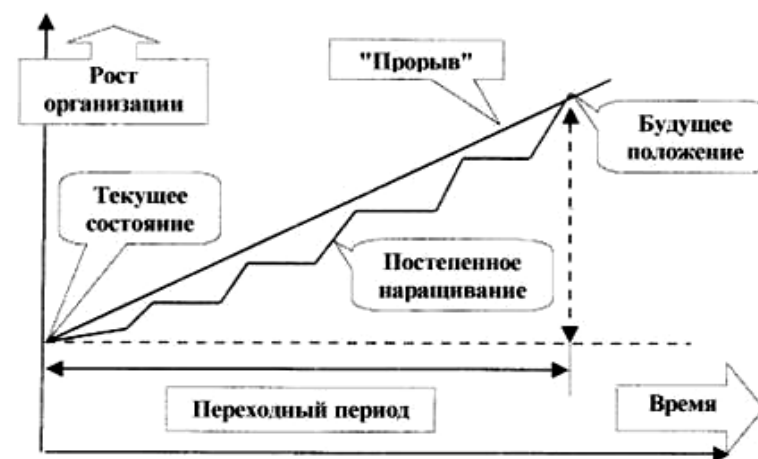 Рост
организации
"Прорыв"
Будущее
положение
Текущее
состояние
Постепенное
наращивание
Переходный период
Время